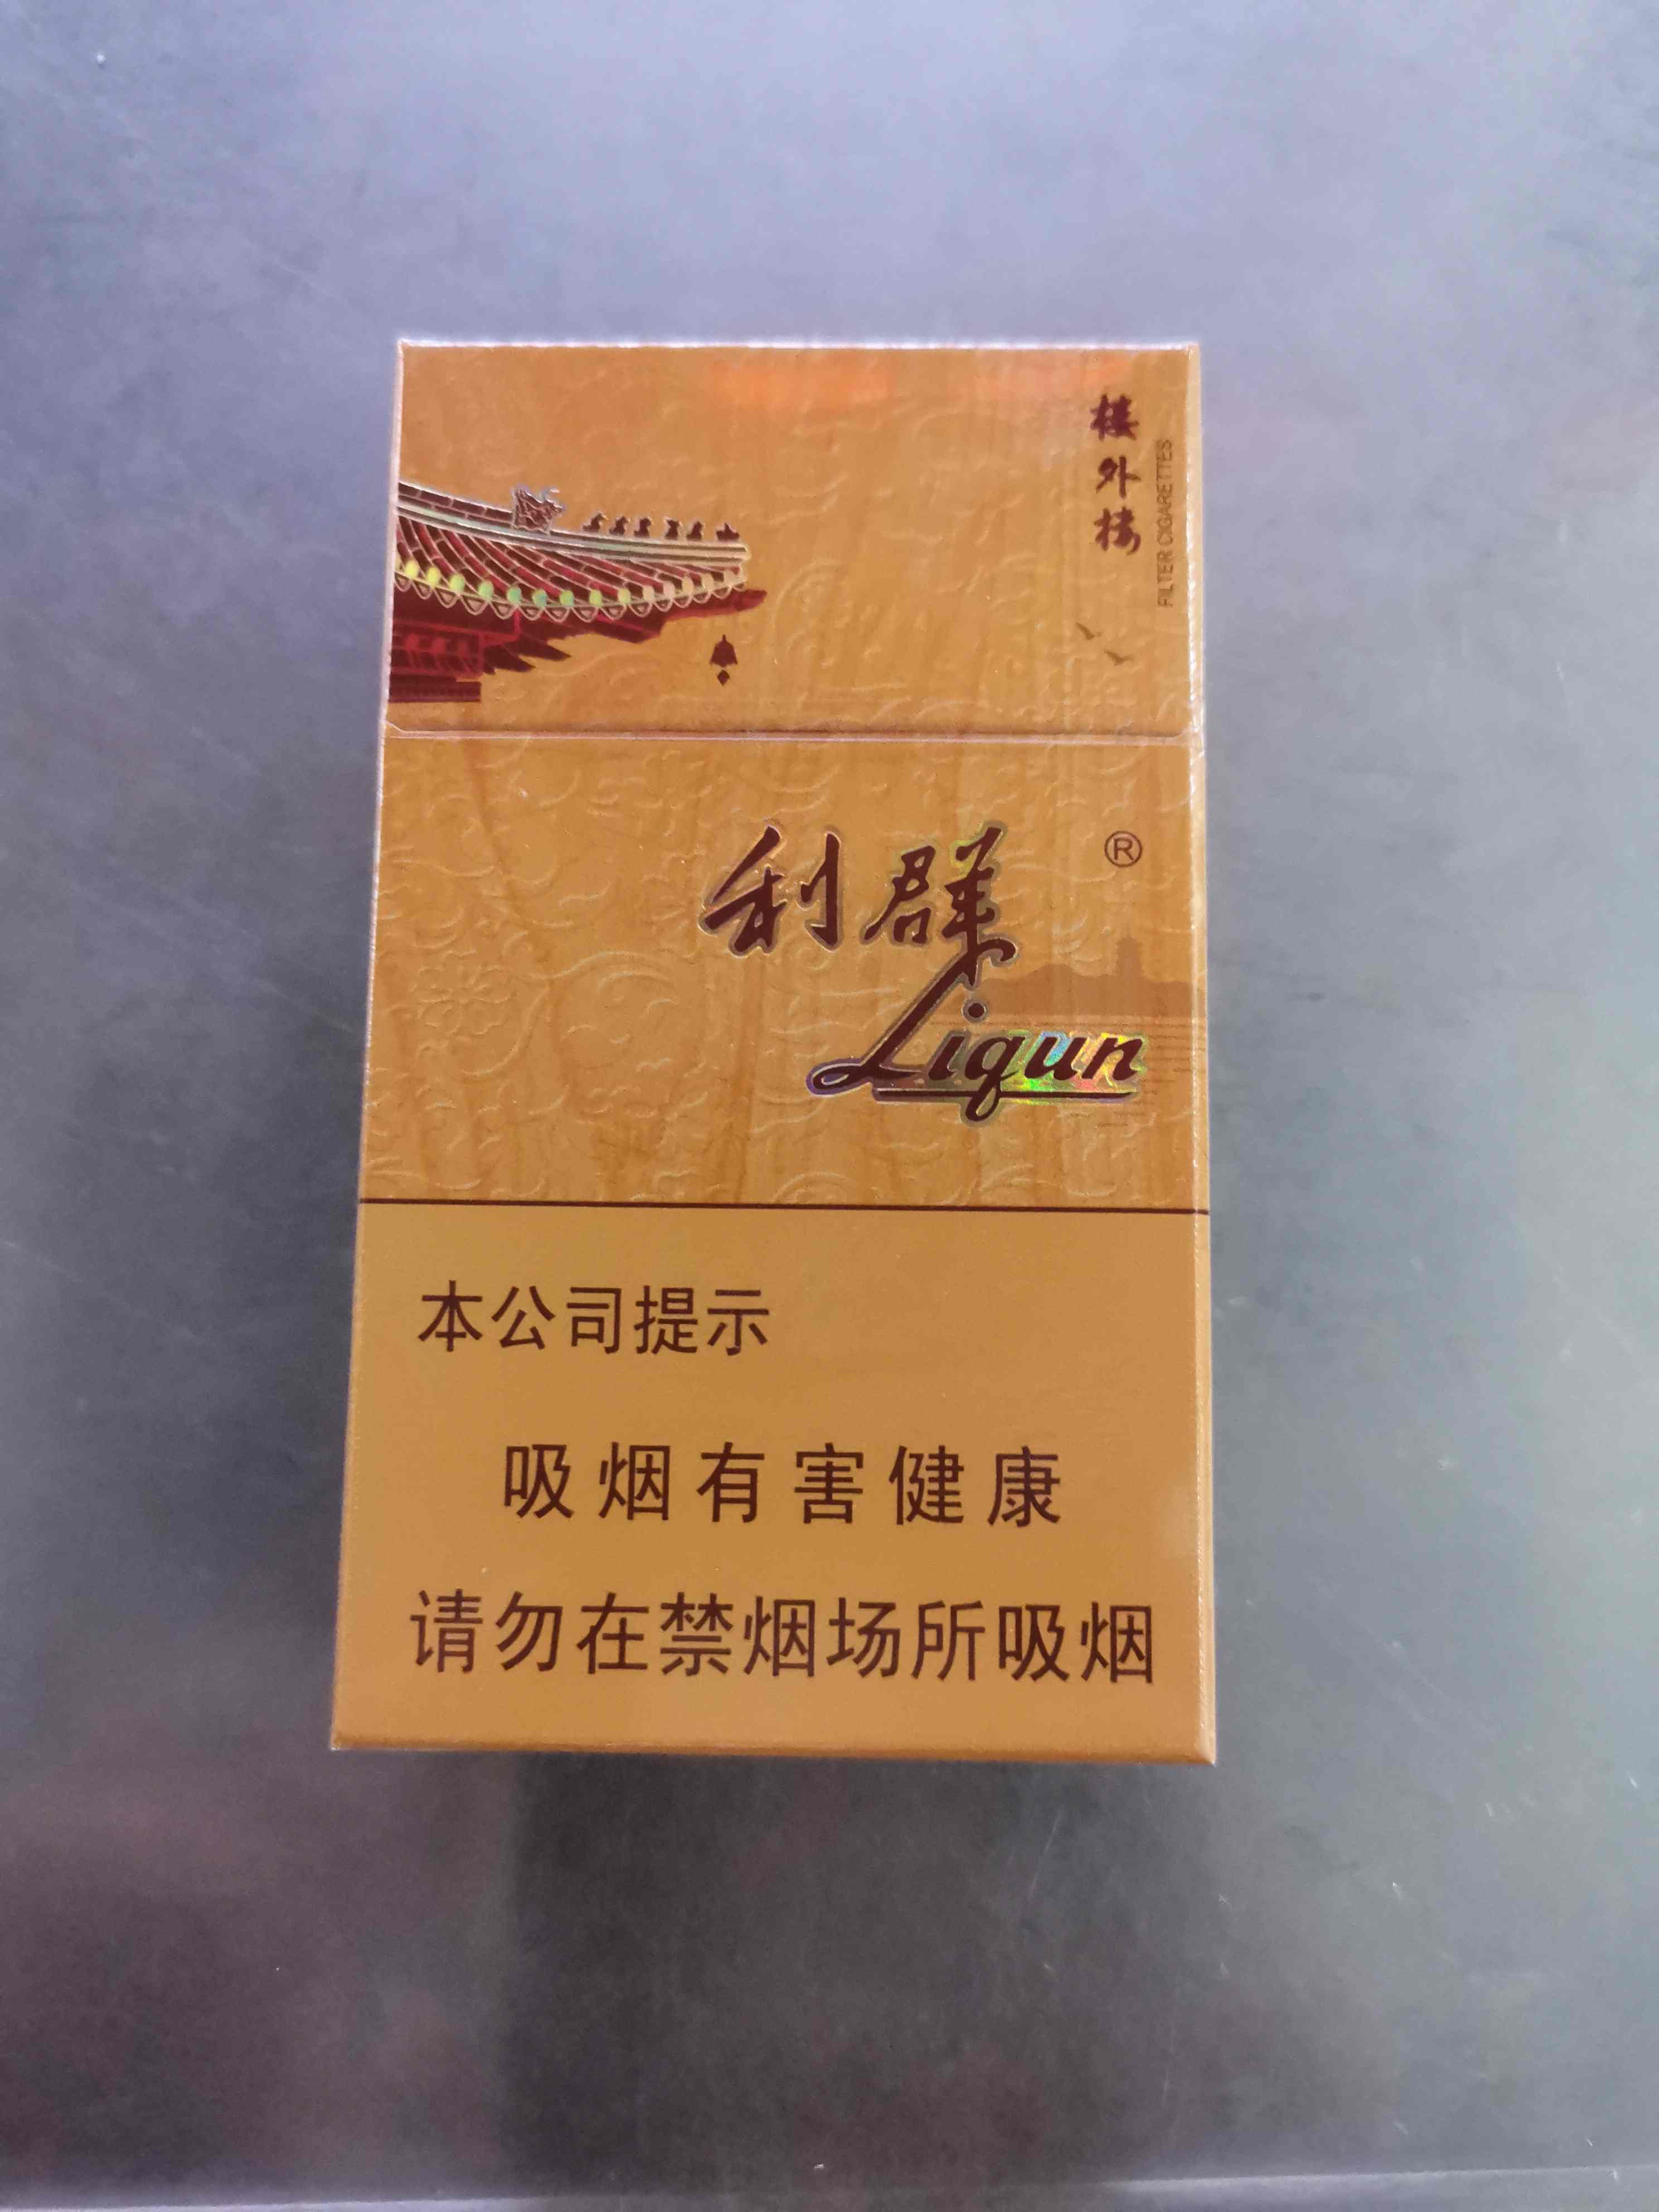 楼外楼
FILTER CIGARETTES
利群
®
Liqun
本公司提示
吸烟有害健康
请勿在禁烟场所吸烟